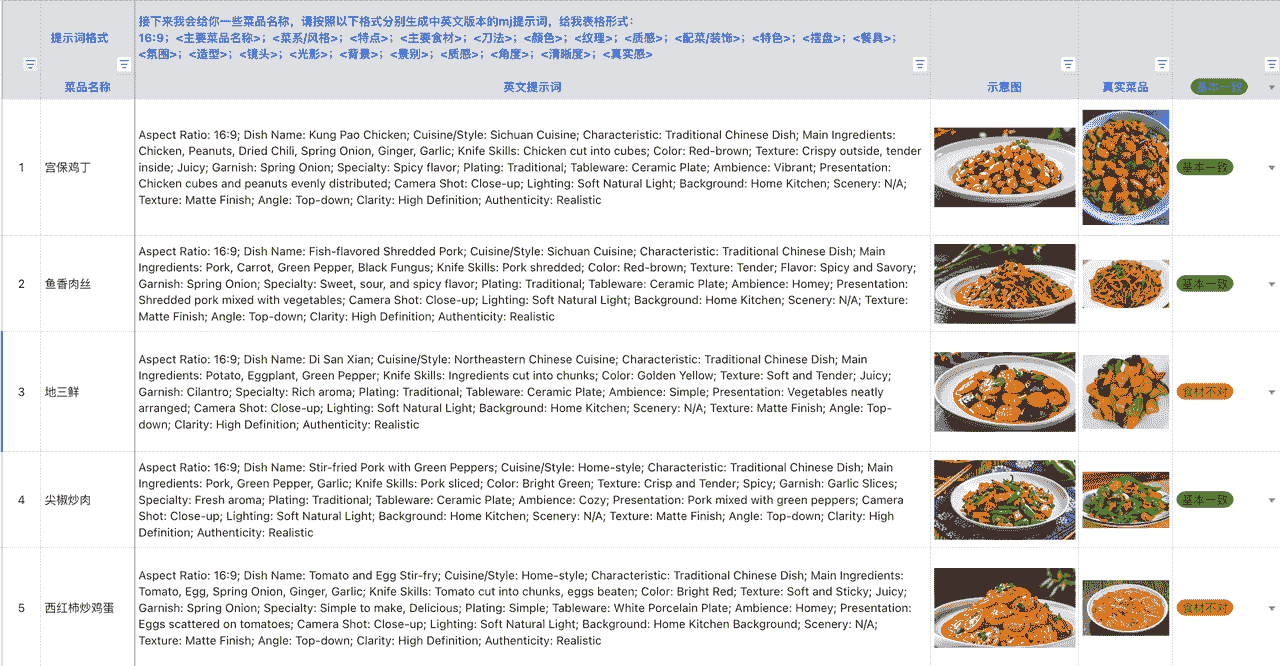 提示词格式
接下来我会给你一些菜品名称，请按照以下格式分别生成中英文版本的mj提示词，给我表格形式：
16:9；<主要菜品名称>；<菜系/风格>；<特点>；<主要食材>；<刀法>；<颜色>；<纹理>；<质感>；<配菜/装饰>；<特色>；<摆盘>；<餐具>；
<氛围>；<造型>；<镜头>；<光影>；<背景>；<景别>；<质感>；<角度>；<清晰度>；<真实感>
菜品名称
英文提示词
示意图
真实菜品
基本一致
1
宫保鸡丁
Aspect Ratio: 16:9; Dish Name: Kung Pao Chicken; Cuisine/Style: Sichuan Cuisine; Characteristic: Traditional Chinese Dish; Main Ingredients:
Chicken, Peanuts, Dried Chili, Spring Onion, Ginger, Garlic; Knife Skills: Chicken cut into cubes; Color: Red-brown; Texture: Crispy outside, tender
inside; Juicy; Garnish: Spring Onion; Specialty: Spicy flavor; Plating: Traditional; Tableware: Ceramic Plate; Ambience: Vibrant; Presentation:
Chicken cubes and peanuts evenly distributed; Camera Shot: Close-up; Lighting: Soft Natural Light; Background: Home Kitchen; Scenery: N/A;
Texture: Matte Finish; Angle: Top-down; Clarity: High Definition; Authenticity: Realistic
基本一致
2
鱼香肉丝
Aspect Ratio: 16:9; Dish Name: Fish-flavored Shredded Pork; Cuisine/Style: Sichuan Cuisine; Characteristic: Traditional Chinese Dish; Main
Ingredients: Pork, Carrot, Green Pepper, Black Fungus; Knife Skills: Pork shredded; Color: Red-brown; Texture: Tender; Flavor: Spicy and Savory;
Garnish: Spring Onion; Specialty: Sweet, sour, and spicy flavor; Plating: Traditional; Tableware: Ceramic Plate; Ambience: Homey; Presentation:
Shredded pork mixed with vegetables; Camera Shot: Close-up; Lighting: Soft Natural Light; Background: Home Kitchen; Scenery: N/A; Texture:
Matte Finish; Angle: Top-down; Clarity: High Definition; Authenticity: Realistic
基本一致
3
地三鲜
Aspect Ratio: 16:9; Dish Name: Di San Xian; Cuisine/Style: Northeastern Chinese Cuisine; Characteristic: Traditional Chinese Dish; Main
Ingredients: Potato, Eggplant, Green Pepper; Knife Skills: Ingredients cut into chunks; Color: Golden Yellow; Texture: Soft and Tender; Juicy;
Garnish: Cilantro; Specialty: Rich aroma; Plating: Traditional; Tableware: Ceramic Plate; Ambience: Simple; Presentation: Vegetables neatly
arranged; Camera Shot: Close-up; Lighting: Soft Natural Light; Background: Home Kitchen; Scenery: N/A; Texture: Matte Finish; Angle: Top-
down; Clarity: High Definition; Authenticity: Realistic
食材不对
4
尖椒炒肉
Aspect Ratio: 16:9; Dish Name: Stir-fried Pork with Green Peppers; Cuisine/Style: Home-style; Characteristic: Traditional Chinese Dish; Main
Ingredients: Pork, Green Pepper, Garlic; Knife Skills: Pork sliced; Color: Bright Green; Texture: Crisp and Tender; Spicy; Garnish: Garlic Slices;
Specialty: Fresh aroma; Plating: Traditional; Tableware: Ceramic Plate; Ambience: Cozy; Presentation: Pork mixed with green peppers; Camera
Shot: Close-up; Lighting: Soft Natural Light; Background: Home Kitchen; Scenery: N/A; Texture: Matte Finish; Angle: Top-down; Clarity: High
Definition; Authenticity: Realistic
基本一致
5
西红柿炒鸡蛋
Aspect Ratio: 16:9; Dish Name: Tomato and Egg Stir-fry; Cuisine/Style: Home-style; Characteristic: Traditional Chinese Dish; Main Ingredients:
Tomato, Egg, Spring Onion, Ginger, Garlic; Knife Skills: Tomato cut into chunks, eggs beaten; Color: Bright Red; Texture: Soft and Sticky; Juicy;
Garnish: Spring Onion; Specialty: Simple to make, Delicious; Plating: Simple; Tableware: White Porcelain Plate; Ambience: Homey; Presentation:
Eggs scattered on tomatoes; Camera Shot: Close-up; Lighting: Soft Natural Light; Background: Home Kitchen Background; Scenery: N/A;
Texture: Matte Finish; Angle: Top-down; Clarity: High Definition; Authenticity: Realistic
食材不对